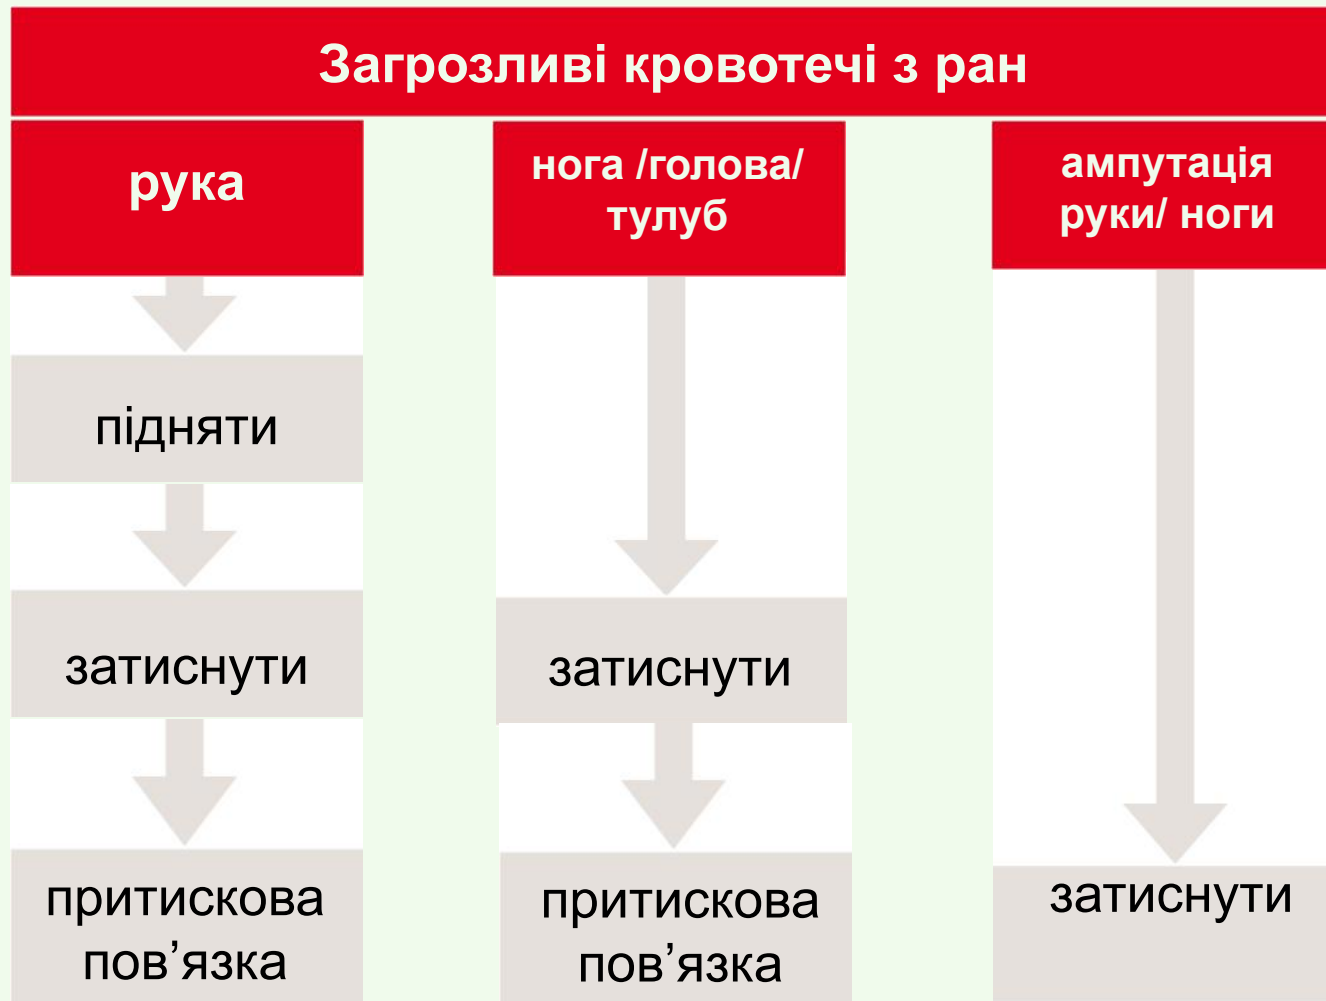 Загрозливі кровотечі з ран
рука
підняти
затиснути
притискова
пов’язка
нога /голова/
тулуб
затиснути
притискова
пов’язка
ампутація
руки/ ноги
затиснути